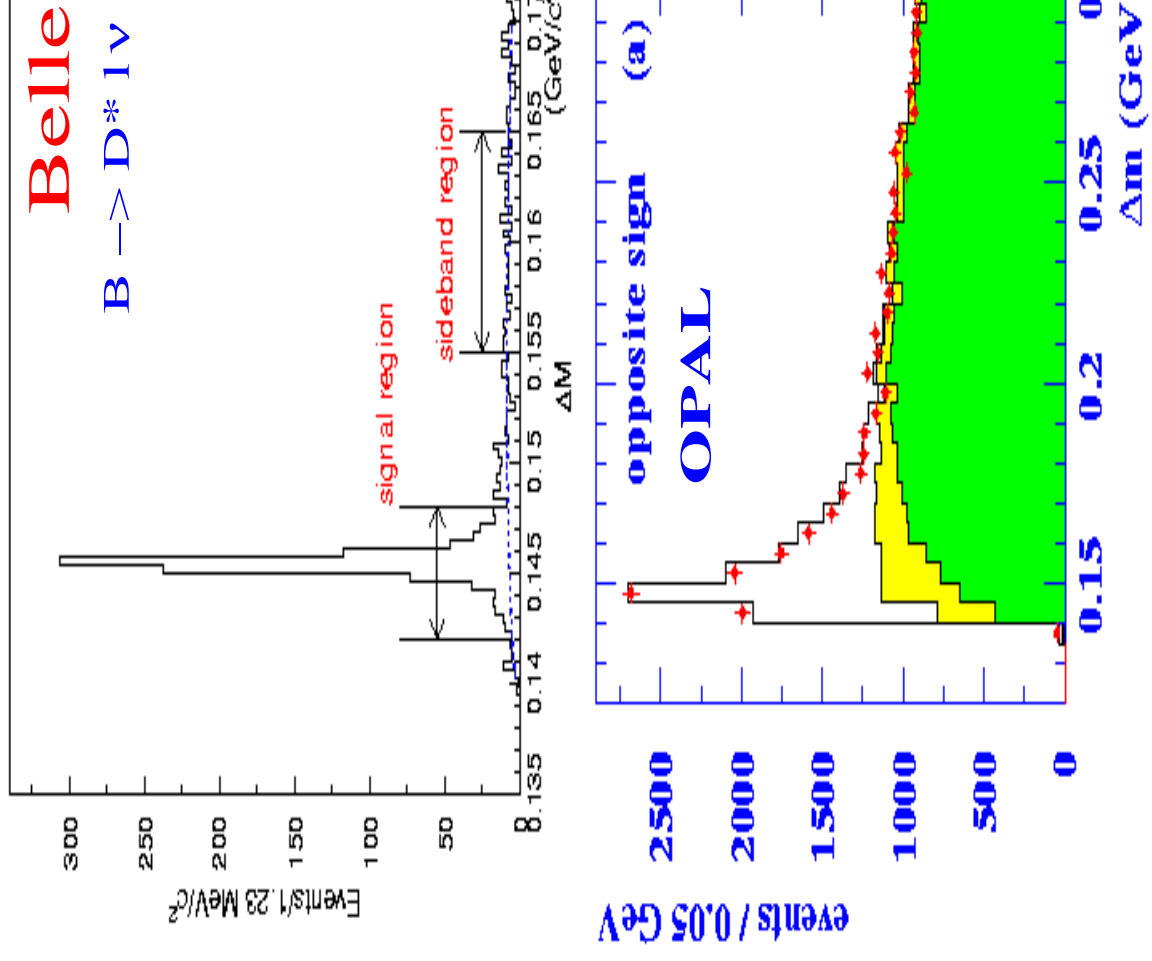 Belle
B –> D* lν
signal region
sideband region
300
250
200
150
100
50
0
Events/1.23 MeV/c²
0.135
0.14
0.145
0.15
0.155
0.16
0.165
ΔM
(GeV/c
opposite sign
(a)
OPAL
2500
2000
1500
1000
500
0
events / 0.05 GeV
0.15
0.2
0.25
Δm (GeV